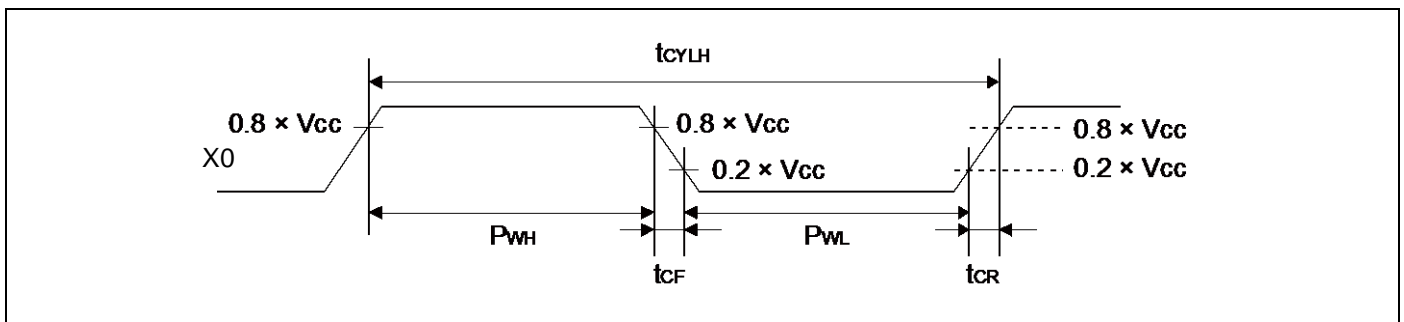 tCYLH
0.8 × Vcc
0.8 × Vcc
0.8 × Vcc
X0
0.2 × Vcc
0.2 × Vcc
PWH
PWL
tCF
tCR